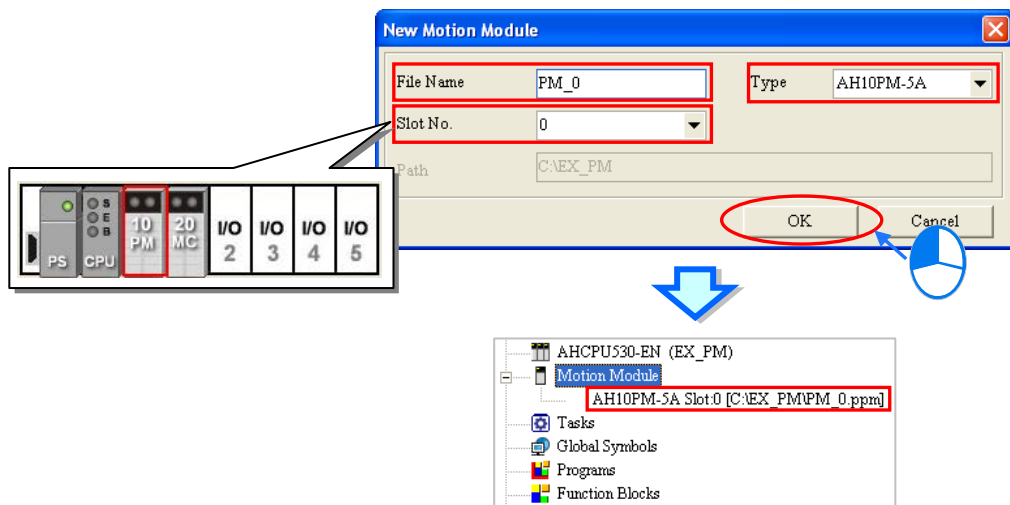 New Motion Module
File Name PM_0 Type AH10PM-5A
Slot No. 0
Path C:\EX_PM
OK Cancel
S
E
B
PS CPU 10 PM 20 MC I/O 2 I/O 3 I/O 4 I/O 5
AHCPU530-EN (EX_PM)
Motion Module
AH10PM-5A Slot:0 [C:\EX_PM\PM_0.ppm]
Tasks
Global Symbols
Programs
Function Blocks